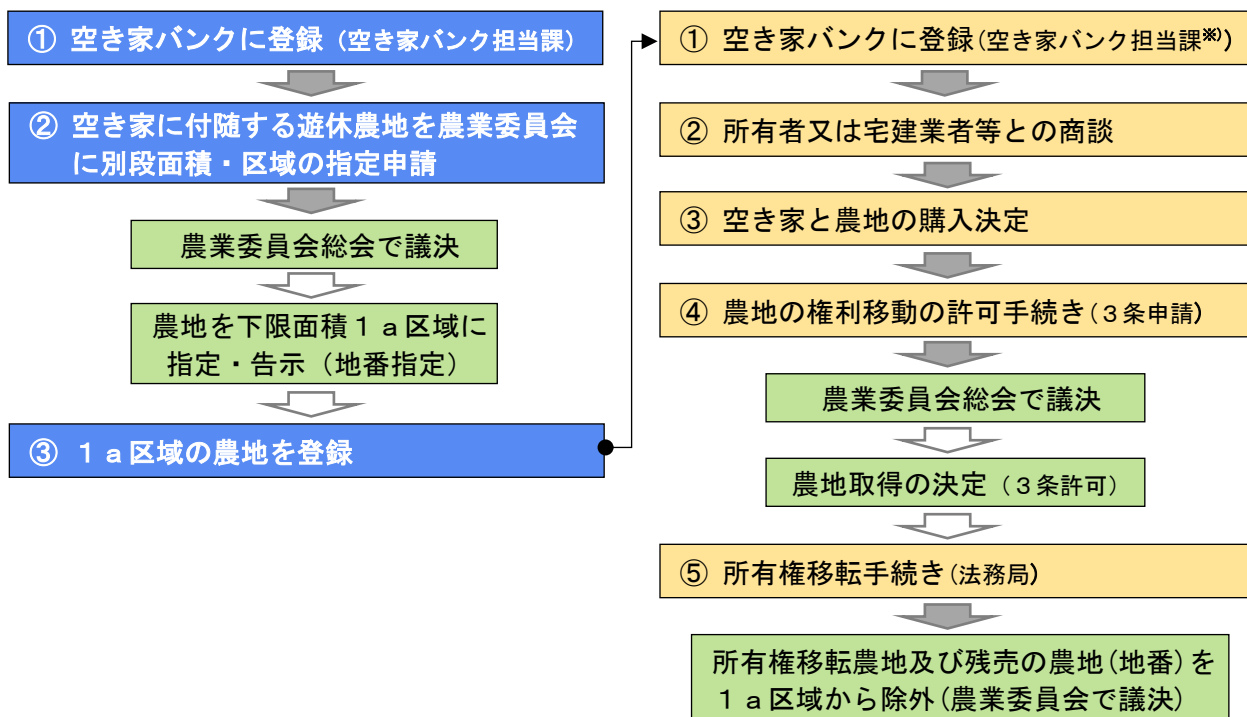 ① 空き家バンクに登録（空き家バンク担当課）
② 空き家に付随する遊休農地を農業委員会
に別段面積・区域の指定申請
農業委員会総会で議決
農地を下限面積１ａ区域に
指定・告示（地番指定）
③ １ａ区域の農地を登録
① 空き家バンクに登録(空き家バンク担当課※)
② 所有者又は宅建業者等との商談
③ 空き家と農地の購入決定
④ 農地の権利移動の許可手続き(３条申請)
農業委員会総会で議決
農地取得の決定（３条許可）
⑤ 所有権移転手続き(法務局)
所有権移転農地及び残売の農地(地番)を
１ａ区域から除外(農業委員会で議決)